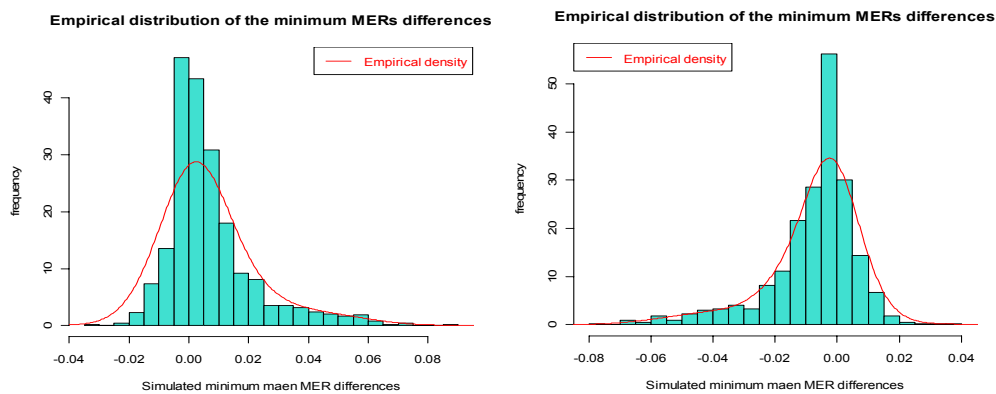 Empirical distribution of the minimum MERs differences
Empirical density
frequency
40
30
20
10
0
-0.04 0.00 0.02 0.04 0.06 0.08
Simulated minimum maen MER differences
Empirical distribution of the minimum MERs differences
Empirical density
frequency
50
40
30
20
10
0
-0.08 -0.06 -0.04 -0.02 0.00 0.02 0.04
Simulated minimum maen MER differences